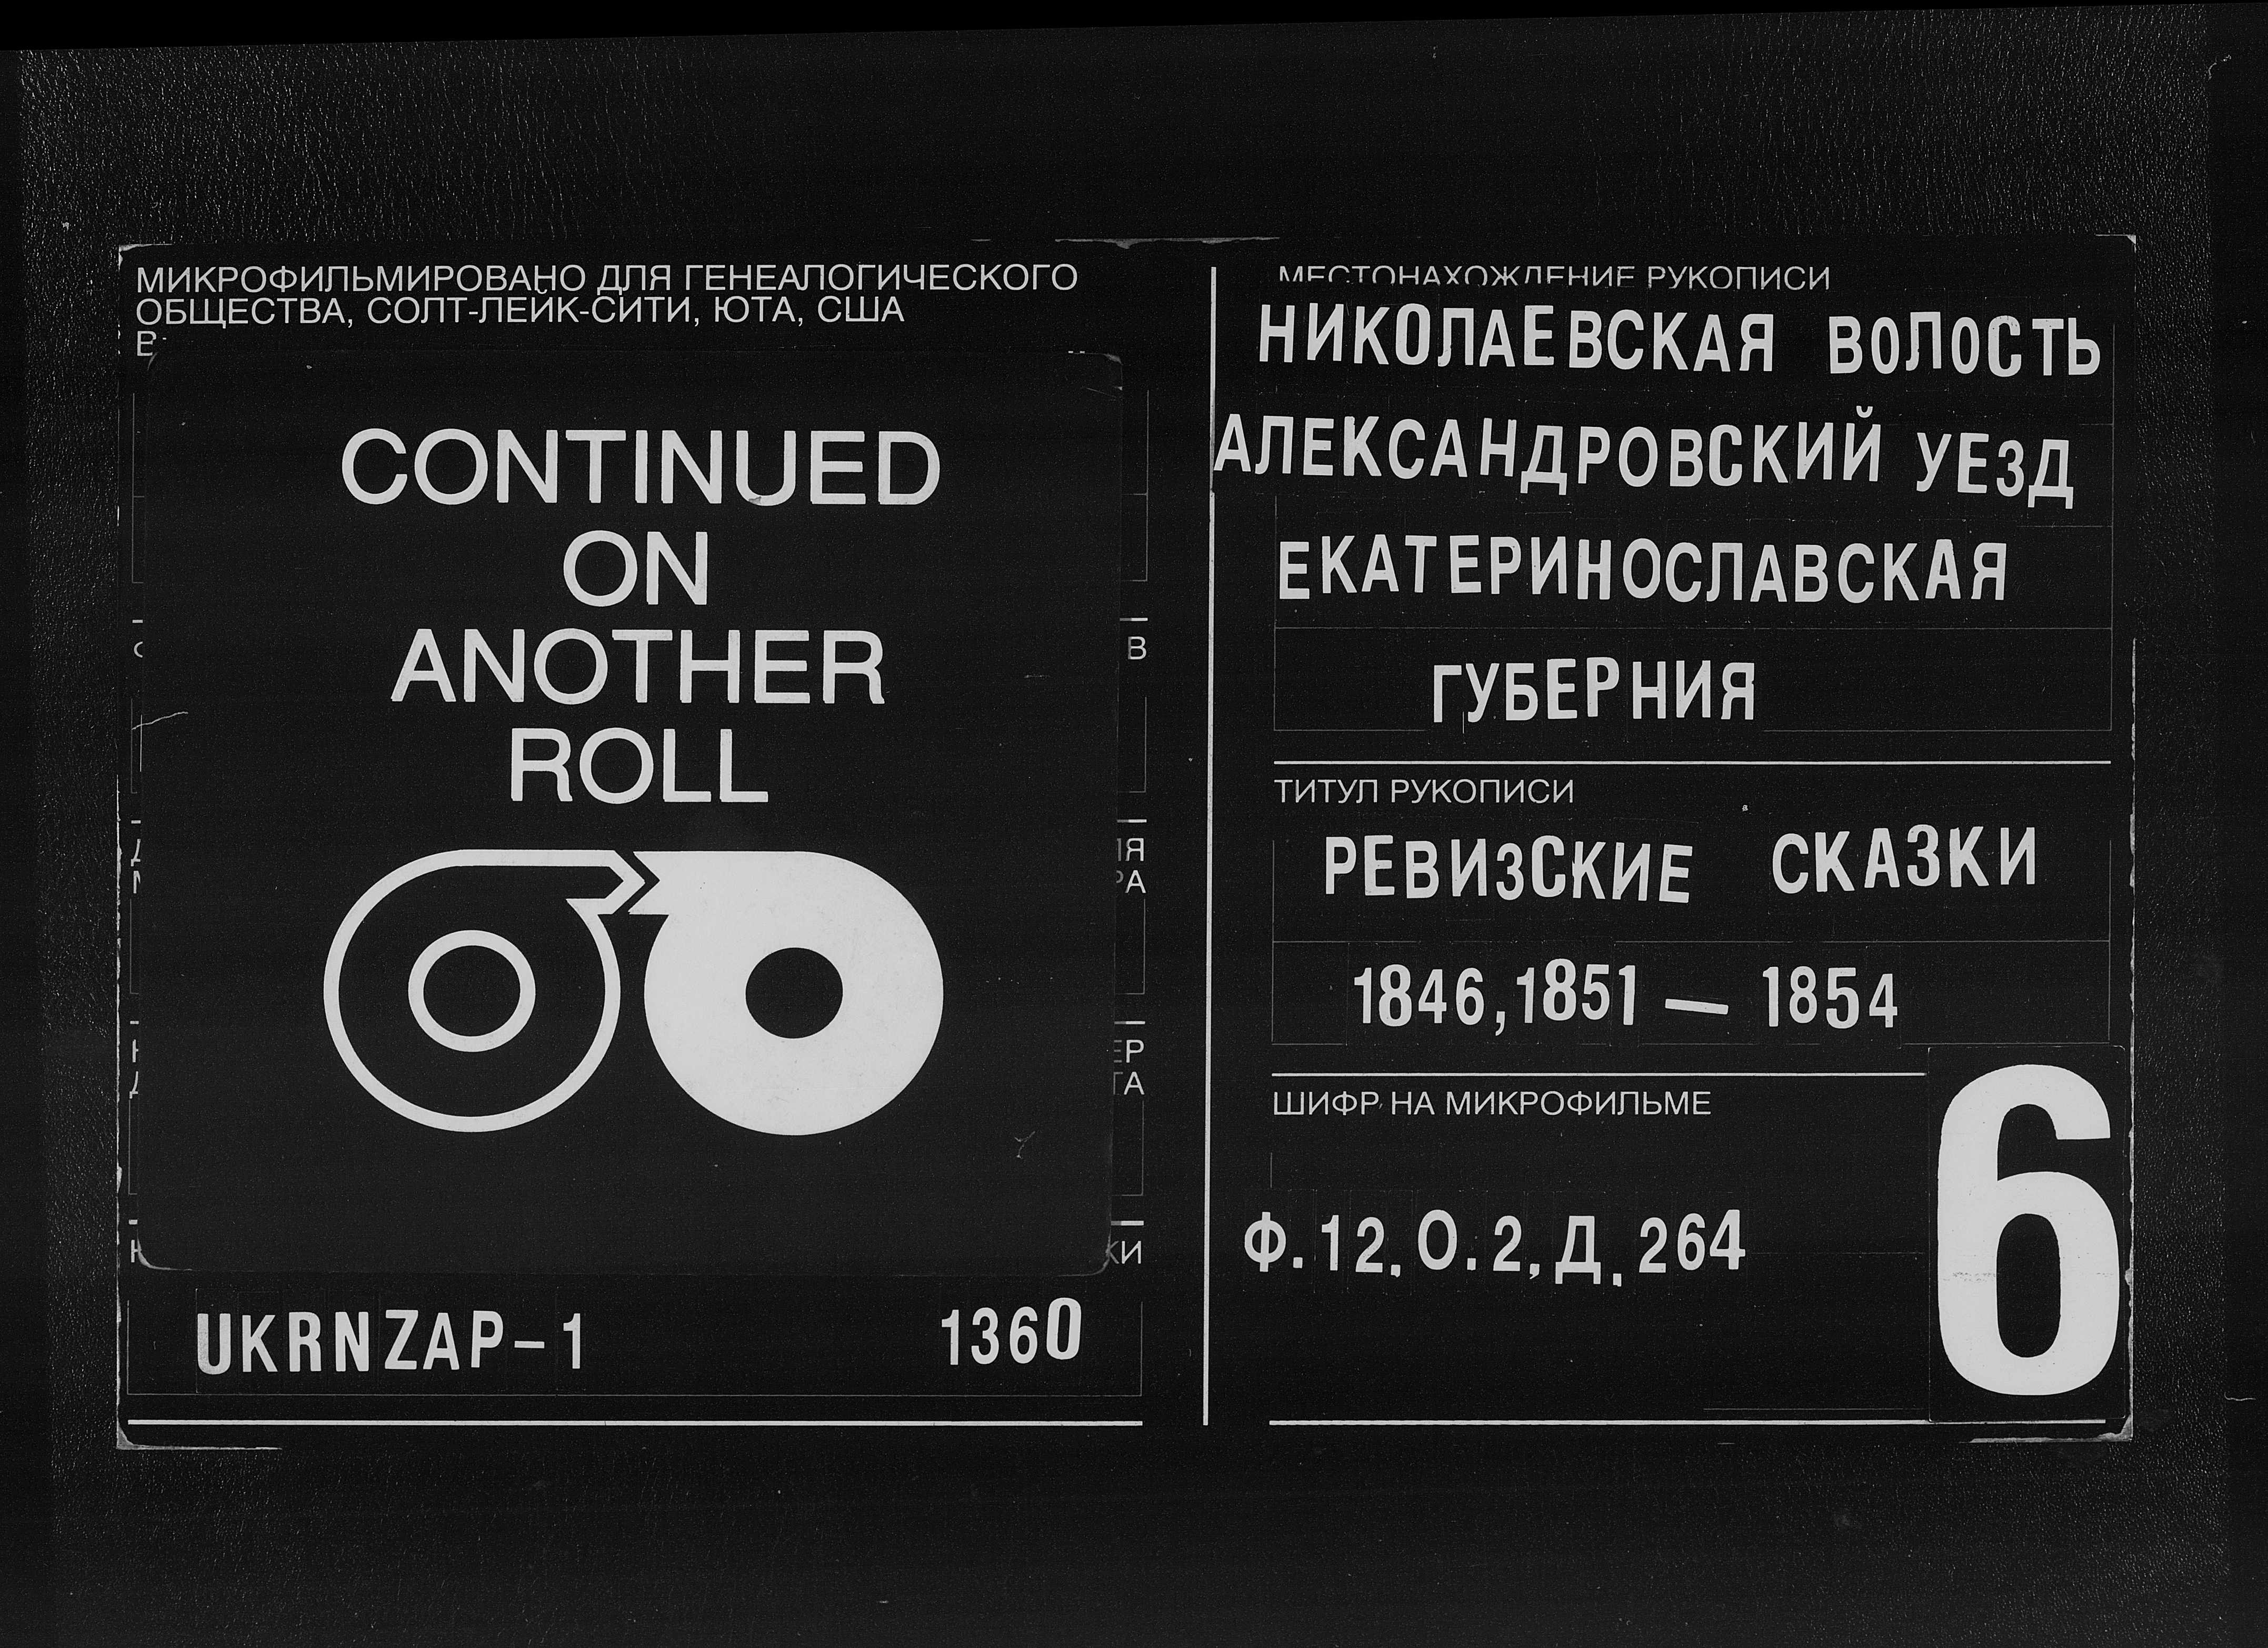 МИКРОФИЛЬМИРОВАНО ДЛЯ ГЕНЕАЛОГИЧЕСКОГО
ОБЩЕСТВА, СОЛТ-ЛЕЙК-СИТИ, ЮТА, США
В
CONTINUED
ON
ANOTHER
ROLL
UKRNZAP-1 1360
МЕСТОНАХОЖДЕНИЕ РУКОПИСИ
НИКОЛАЕВСКАЯ ВОЛОСТЬ
АЛЕКСАНДРОВСКИЙ УЕЗД
ЕКАТЕРИНОСЛАВСКАЯ
ГУБЕРНИЯ
ТИТУЛ РУКОПИСИ
РЕВИЗСКИЕ СКАЗКИ
1846, 1851 — 1854
ШИФР НА МИКРОФИЛЬМЕ
Ф.12.О.2,Д.264
6